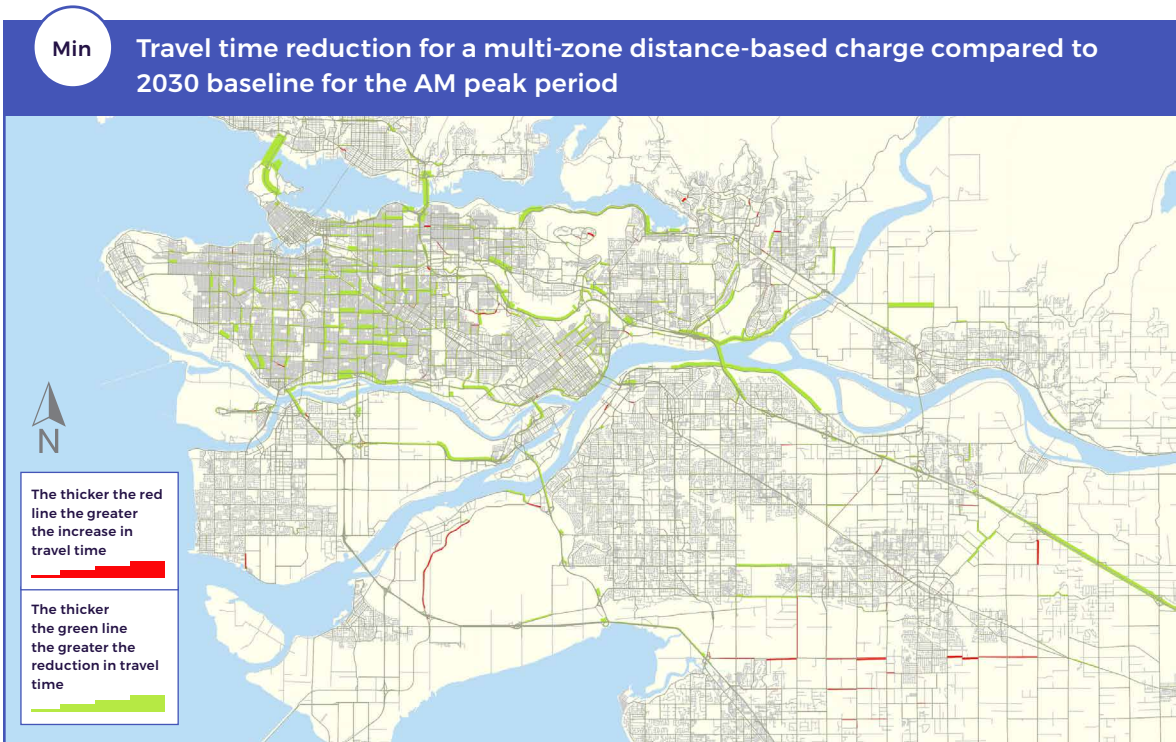 Min
Travel time reduction for a multi-zone distance-based charge compared to
2030 baseline for the AM peak period
N
The thicker the red
line the greater
the increase in
travel time
The thicker
the green line
the greater the
reduction in travel
time